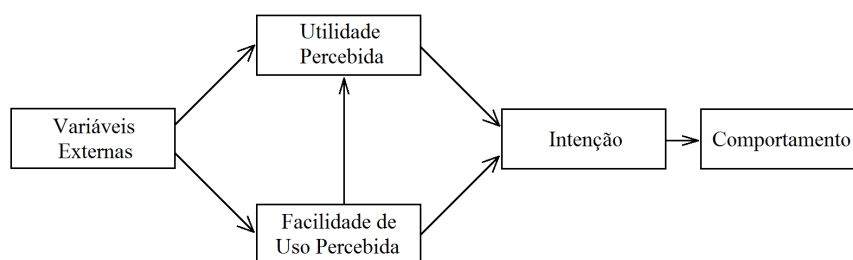 Utilidade
Percebida
Variáveis
Externas
Intenção
Comportamento
Facilidade de
Uso Percebida